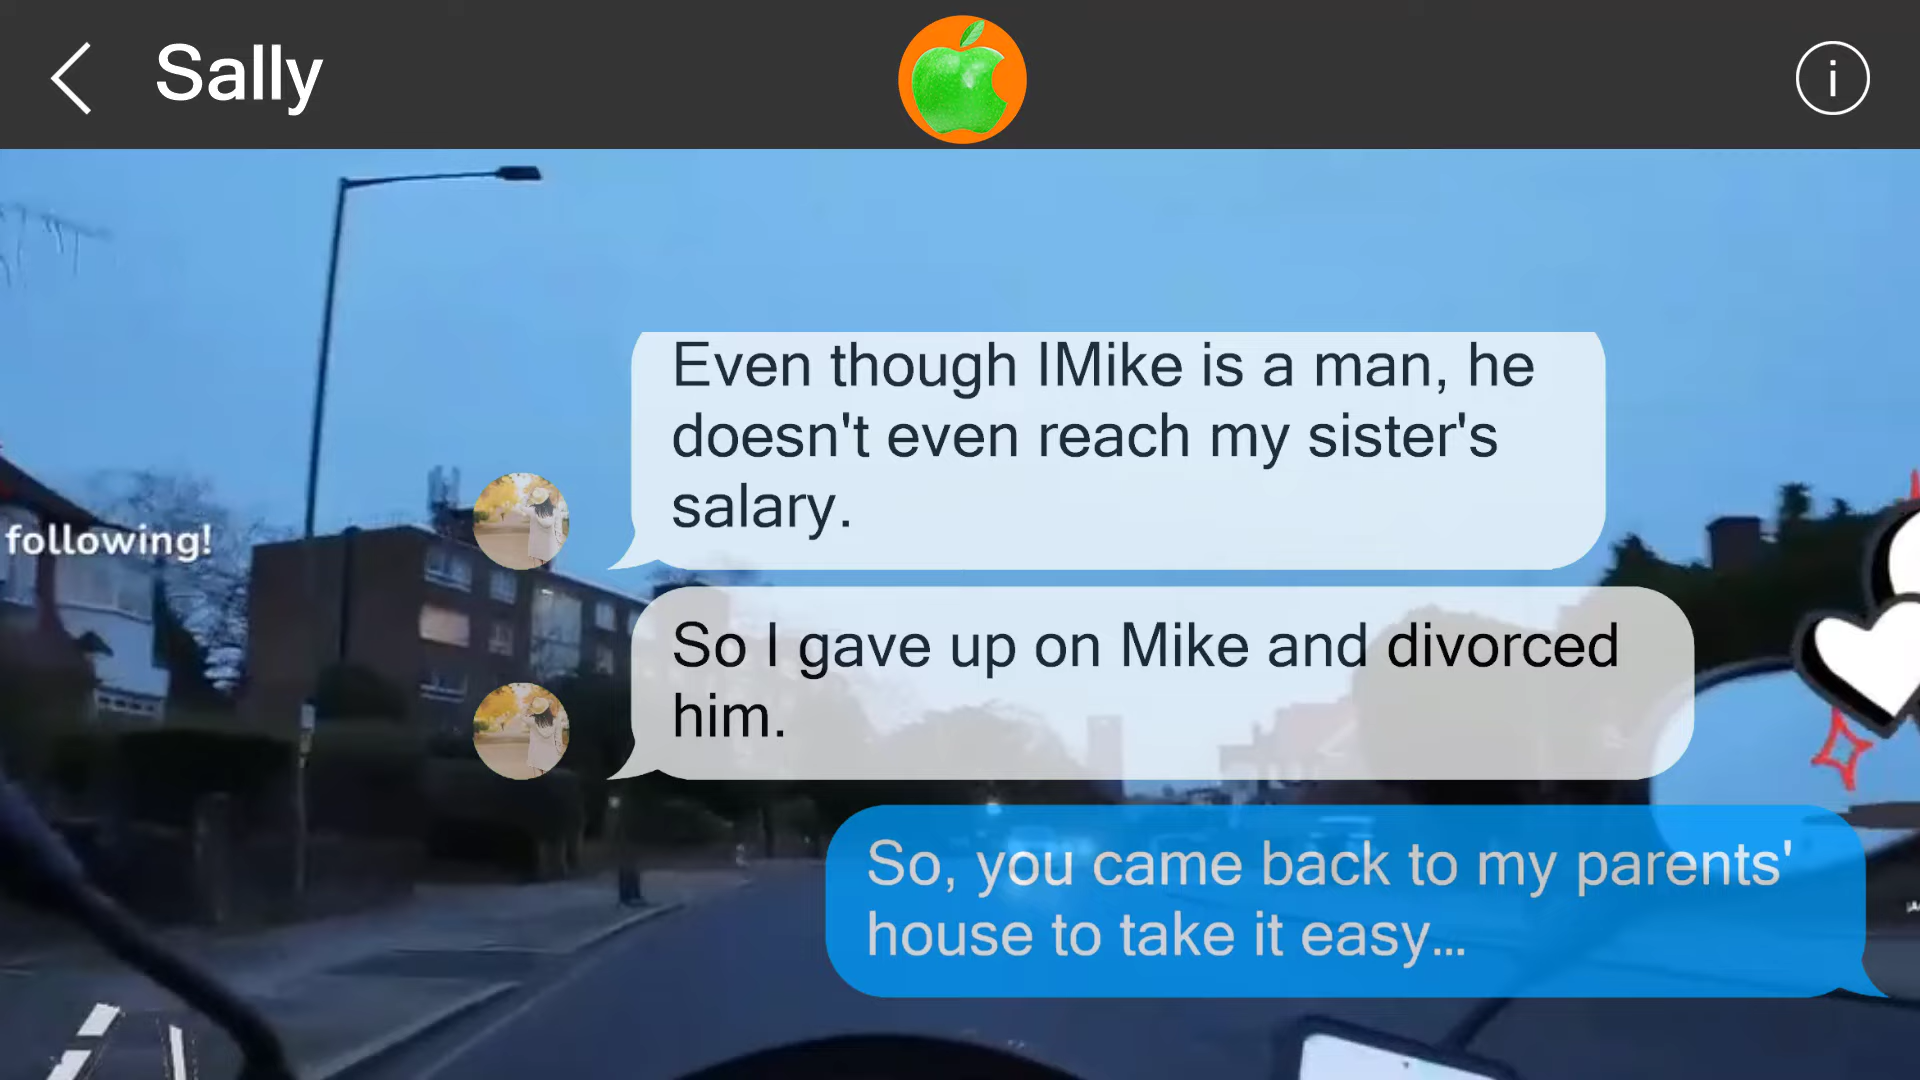 Sally
i
Even though IMike is a man, he
doesn't even reach my sister's
salary.
following!
So I gave up on Mike and divorced
him.
So, you came back to my parents'
house to take it easy...